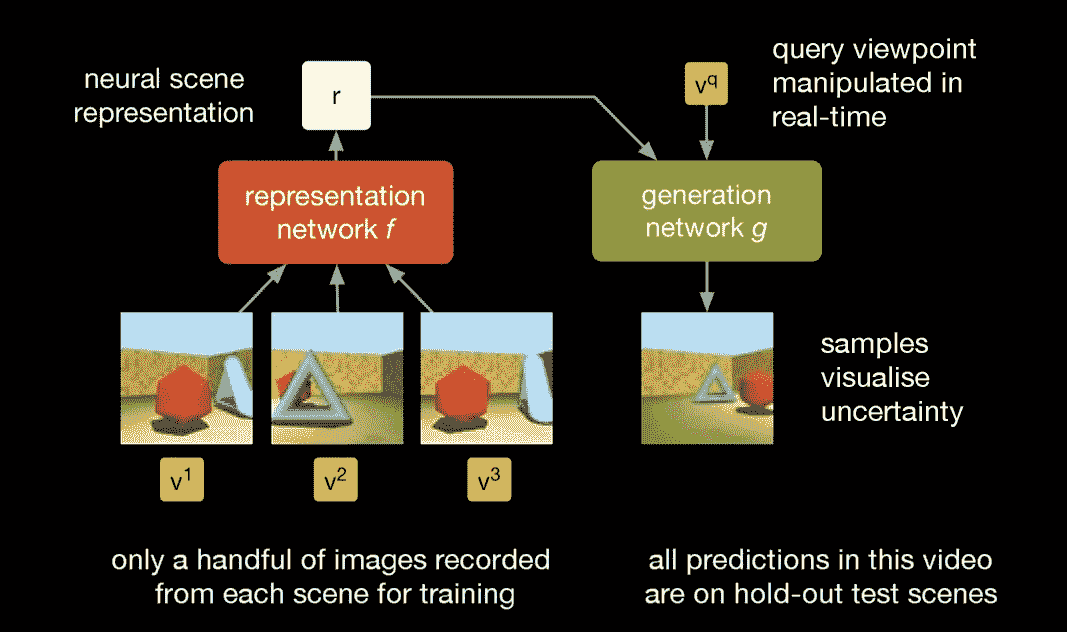 neural scene
representation
r
v^q
query viewpoint
manipulated in
real-time
representation
network f
generation
network g
samples
visualise
uncertainty
v^1
v^2
v^3
only a handful of images recorded
from each scene for training
all predictions in this video
are on hold-out test scenes